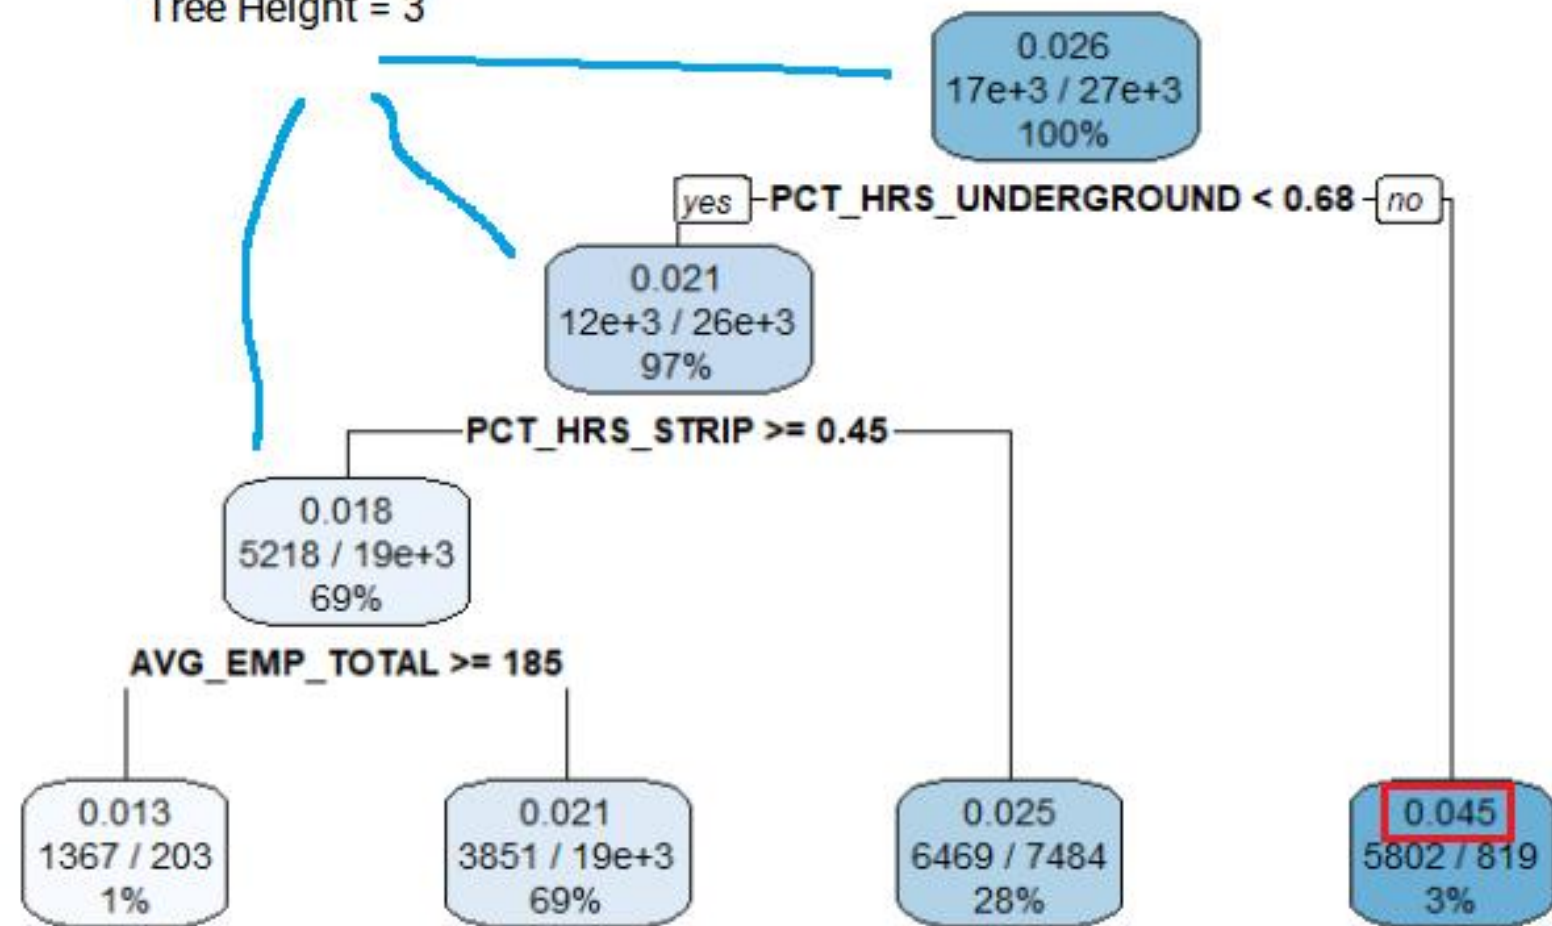 Tree Height = 3
0.026
17e+3 / 27e+3
100%
yes PCT_HRS_UNDERGROUND < 0.68 no
0.021
12e+3 / 26e+3
97%
PCT_HRS_STRIP >= 0.45
0.018
5218 / 19e+3
69%
AVG_EMP_TOTAL >= 185
0.013
1367 / 203
1%
0.021
3851 / 19e+3
69%
0.025
6469 / 7484
28%
0.045
5802 / 819
3%